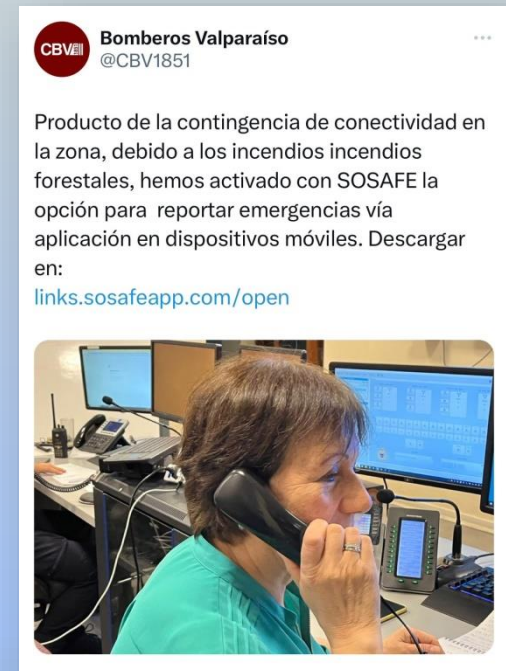 CBV
Bomberos Valparaíso
@CBV1851
Producto de la contingencia de conectividad en
la zona, debido a los incendios incendios
forestales, hemos activado con SOSAFE la
opción para  reportar emergencias vía
aplicación en dispositivos móviles. Descargar
en:
links.sosafeapp.com/open